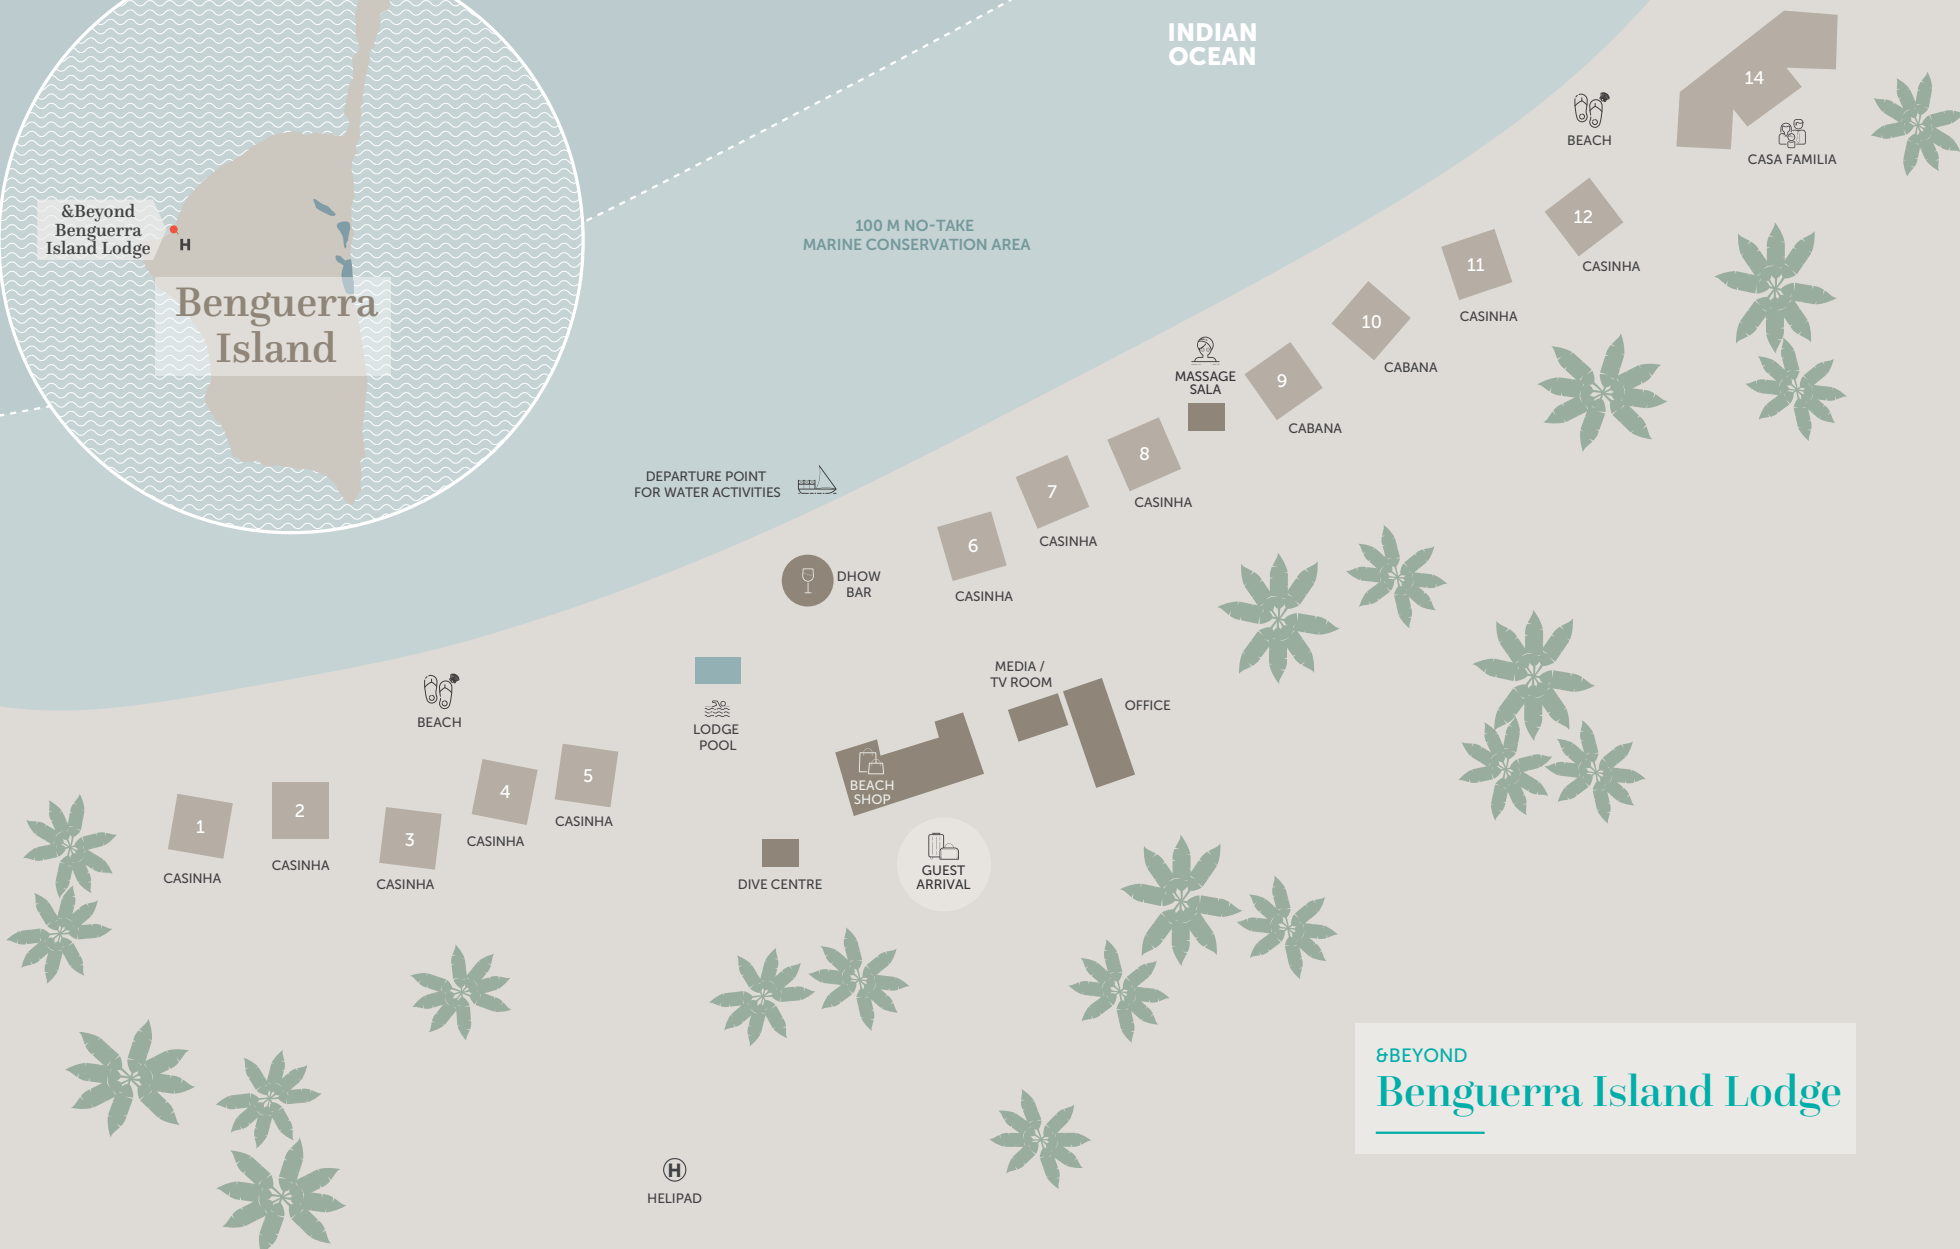 INDIAN
OCEAN
14
BEACH
CASA FAMILIA
&Beyond
Benguerra
Island Lodge
H
Benguerra
Island
100 M NO-TAKE
MARINE CONSERVATION AREA
12
CASINHA
11
CASINHA
10
CABANA
MASSAGE
SALA
9
CABANA
8
CASINHA
7
CASINHA
6
CASINHA
DEPARTURE POINT
FOR WATER ACTIVITIES
DHOW
BAR
MEDIA /
TV ROOM
OFFICE
BEACH
LODGE
POOL
BEACH
SHOP
5
CASINHA
4
CASINHA
3
CASINHA
2
CASINHA
1
CASINHA
DIVE CENTRE
GUEST
ARRIVAL
&BEYOND
Benguerra Island Lodge
H
HELIPAD